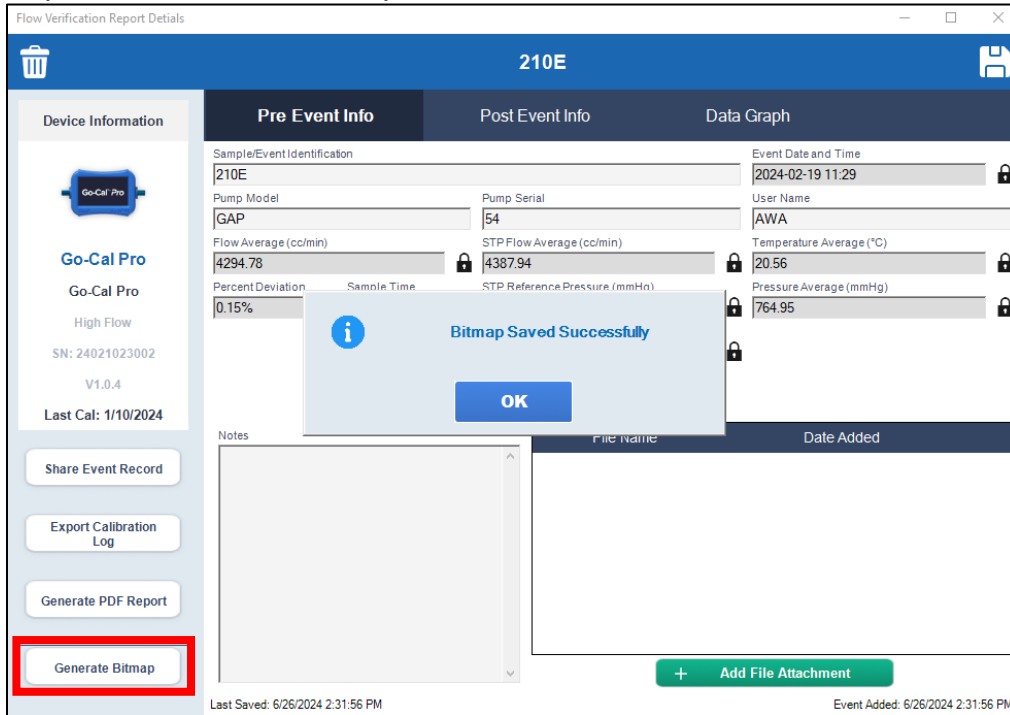 Flow Verification Report Detials
210E
Device Information
Go-Cal Pro
Go-Cal Pro
Go-Cal Pro
High Flow
SN: 24021023002
V1.0.4
Last Cal: 1/10/2024
Share Event Record
Export Calibration
Log
Generate PDF Report
Generate Bitmap
Pre Event Info Post Event Info Data Graph
Sample/Event Identification Event Date and Time
210E 2024-02-19 11:29
Pump Model Pump Serial User Name
GAP 54 AWA
Flow Average (cc/min) STP Flow Average (cc/min) Temperature Average (°C)
4294.78 4387.94 20.56
Percent Deviation Sample Time STP Reference Pressure (mmHg) Pressure Average (mmHg)
0.15% 764.95
Bitmap Saved Successfully
OK
Notes File Name Date Added
+ Add File Attachment
Last Saved: 6/26/2024 2:31:56 PM Event Added: 6/26/2024 2:31:56 PM